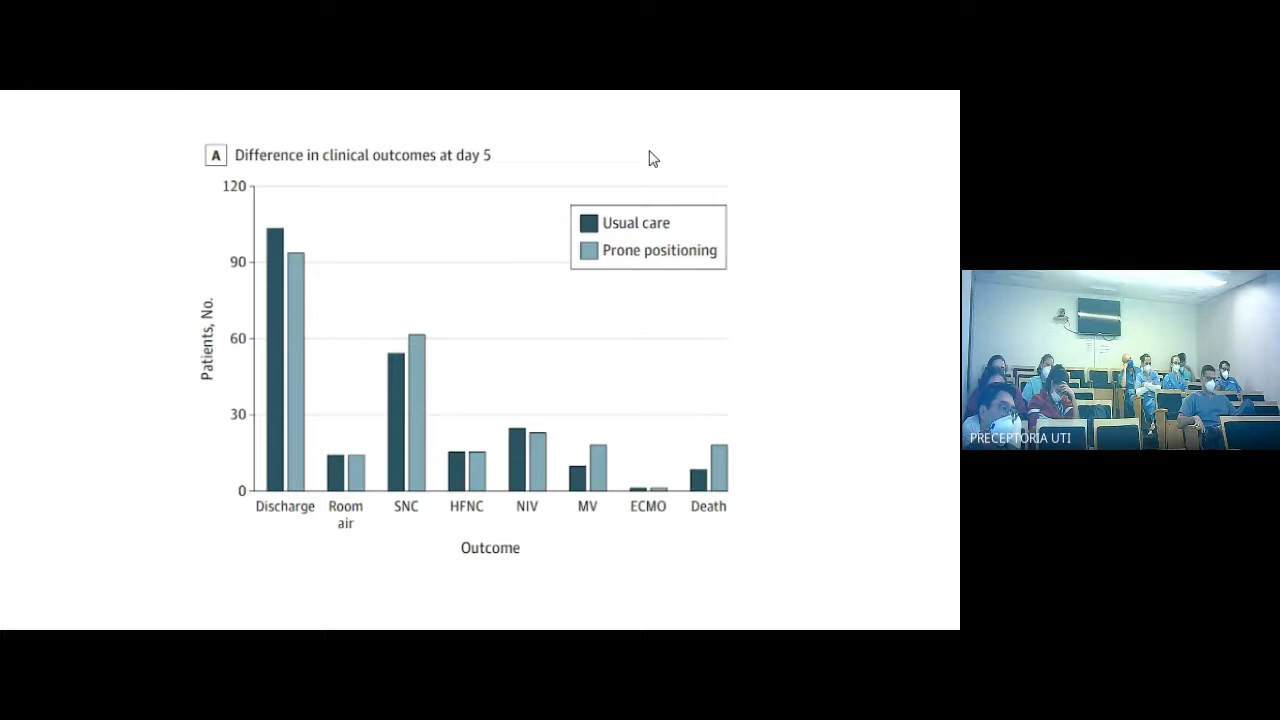 A Difference in clinical outcomes at day 5
120
90
60
30
0
Patients, No.
Usual care
Prone positioning
Discharge
Room air
SNC
HFNC
NIV
MV
ECMO
Death
Outcome
PRECEPTORIA UTI